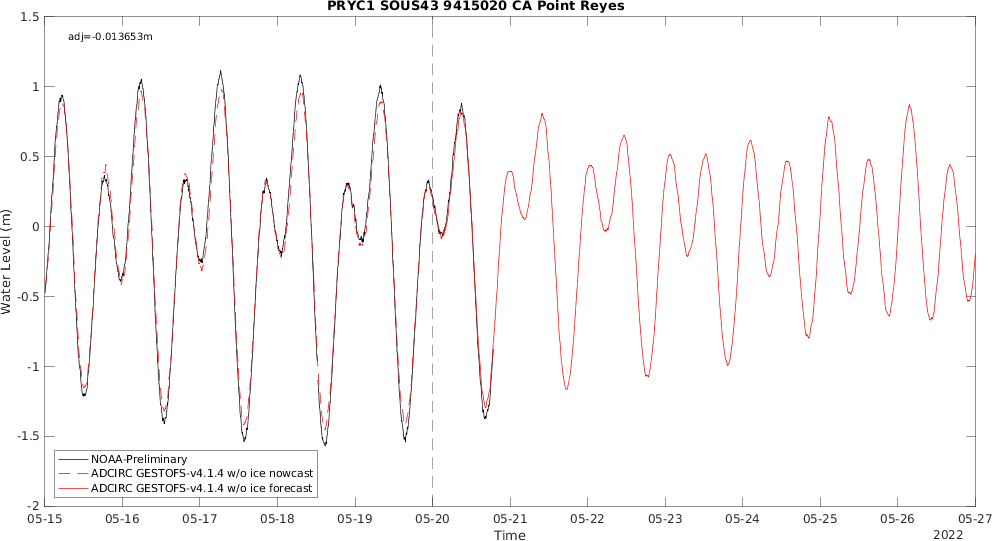 PRYC1 SOUS43 9415020 CA Point Reyes
adj=-0.013653m
1.5
1
0.5
0
-0.5
-1
-1.5
-2
Water Level (m)
NOAA-Preliminary
ADCIRC GESTOFS-v4.1.4 w/o ice nowcast
ADCIRC GESTOFS-v4.1.4 w/o ice forecast
05-15 05-16 05-17 05-18 05-19 05-20 05-21 05-22 05-23 05-24 05-25 05-26 05-27
Time
2022